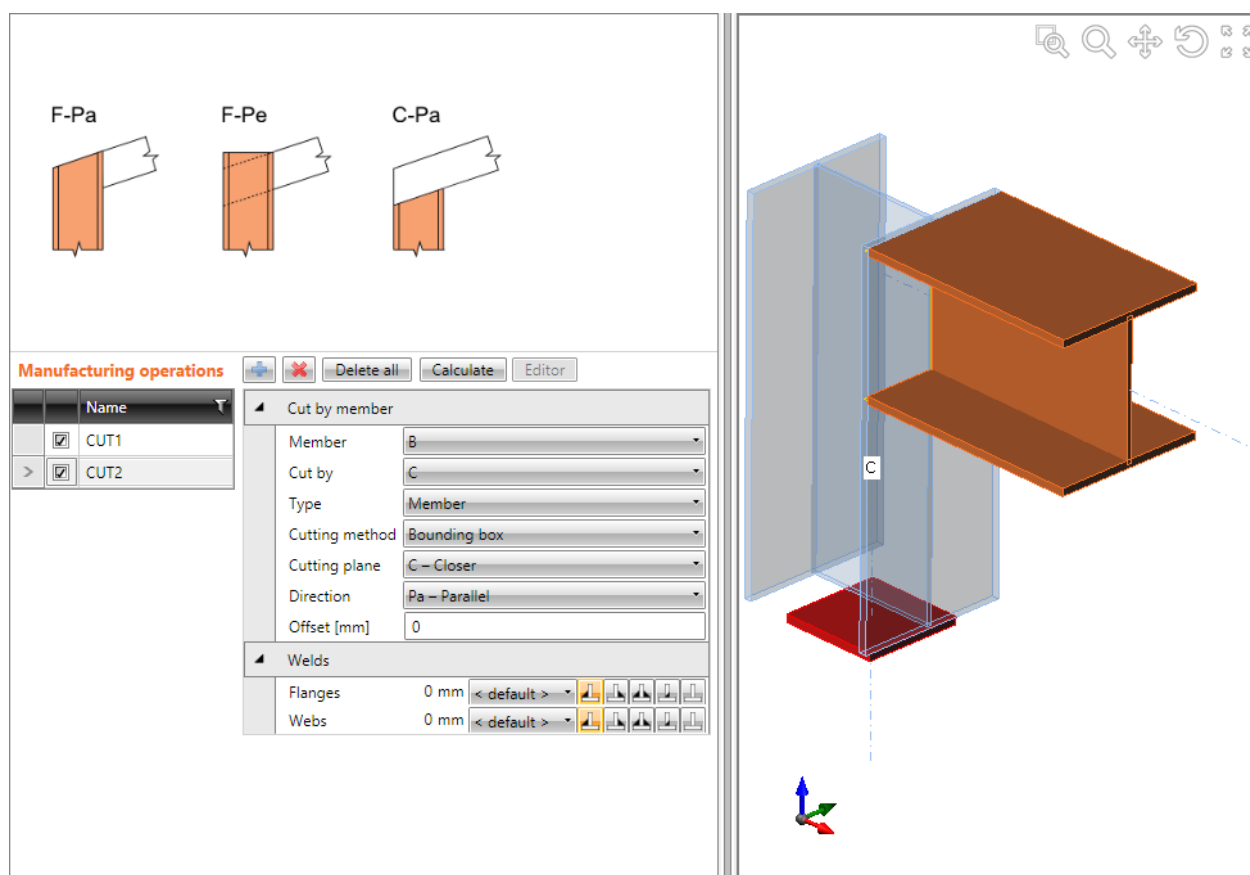 F-Pa F-Pe C-Pa
Manufacturing operations Delete all Calculate Editor
Name
CUT1
CUT2
Cut by member
Member B
Cut by C
Type Member
Cutting method Bounding box
Cutting plane C – Closer
Direction Pa – Parallel
Offset [mm] 0
Welds
Flanges 0 mm < default >
Webs 0 mm < default >
C